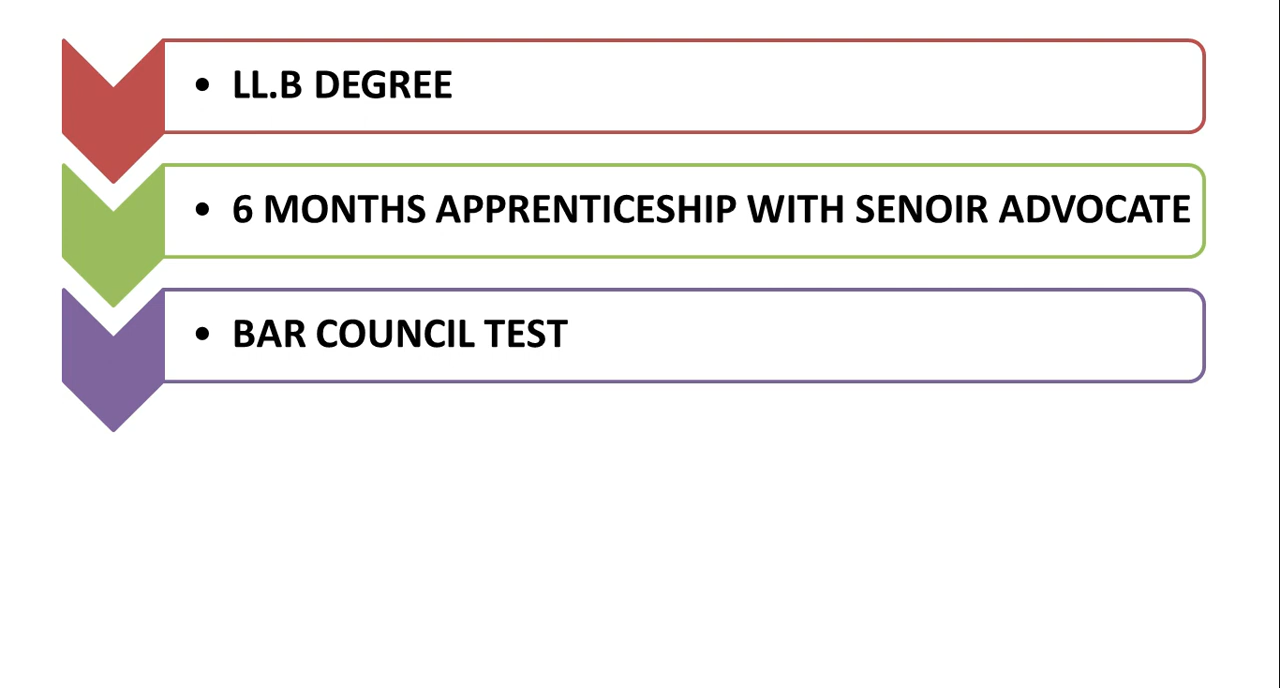 • LL.B DEGREE
• 6 MONTHS APPRENTICESHIP WITH SENOIR ADVOCATE
• BAR COUNCIL TEST